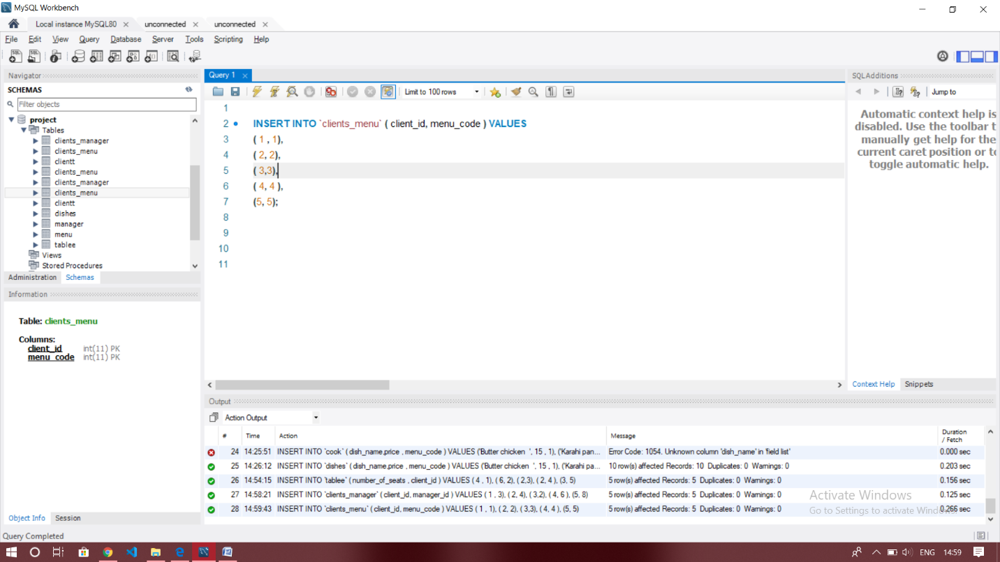 MySQL Workbench
Local instance MySQL80
unconnected
unconnected
File Edit View Query Database Server Tools Scripting Help
Navigator
SCHEMAS
Filter objects
project
Tables
clients_manager
clients_menu
clientt
clients_menu
clients_manager
clients_menu
clientt
dishes
manager
menu
tablee
Views
Stored Procedures
Administration Schemas
Information
Table: clients_menu
Columns:
client_id int(11) PK
menu_code int(11) PK
Object Info Session
Query Completed
Query 1
Limit to 100 rows
1
2 INSERT INTO `clients_menu` ( client_id, menu_code ) VALUES
3 ( 1 , 1),
4 ( 2, 2),
5 ( 3,3),
6 ( 4, 4 ),
7 (5, 5);
8
9
10
11
SQLAdditions
Jump to
Automatic context help is
disabled. Use the toolbar t
manually get help for the
current caret position or to
toggle automatic help.
Context Help Snippets
Output
Action Output
# Time Action Message Duration / Fetch
24 14:25:51 INSERT INTO `cook` ( dish_name,price , menu_code ) VALUES ('Butter chicken ', 15 , 1), ('Karahi pan... Error Code: 1054. Unknown column 'dish_name' in 'field list' 0.000 sec
25 14:26:12 INSERT INTO `dishes` ( dish_name,price , menu_code ) VALUES ('Butter chicken ', 15 , 1), ('Karahi pa... 10 row(s) affected Records: 10 Duplicates: 0 Warnings: 0 0.203 sec
26 14:54:15 INSERT INTO `tablee` ( number_of_seats , client_id ) VALUES ( 4 , 1), ( 6, 2), ( 2,3), ( 2, 4 ), (3, 5) 5 row(s) affected Records: 5 Duplicates: 0 Warnings: 0 0.156 sec
27 14:58:21 INSERT INTO `clients_manager` ( client_id, manager_id ) VALUES ( 1 , 3), ( 2, 4), ( 3,2), ( 4, 6 ), (5, 8) 5 row(s) affected Records: 5 Duplicates: 0 Warnings: 0 0.125 sec
28 14:59:43 INSERT INTO `clients_menu` ( client_id, menu_code ) VALUES ( 1 , 1), ( 2, 2), ( 3,3), ( 4, 4 ), (5, 5) 5 row(s) affected Records: 5 Duplicates: 0 Warnings: 0 0.266 sec
Activate Windows
Go to Settings to activate Windows.
ENG 14:59